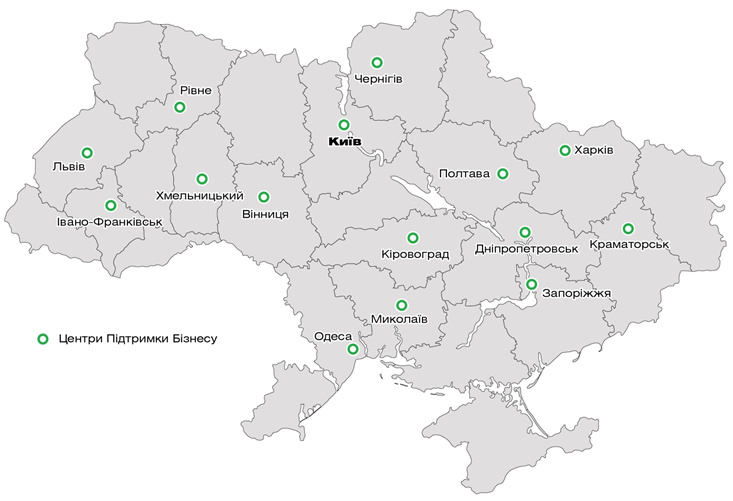 Чернігів
Рівне
Київ
Харків
Львів
Полтава
Хмельницький
Вінниця
Івано-Франківськ
Дніпропетровськ
Краматорськ
Кіровоград
Запоріжжя
Миколаїв
Одеса
Центри Підтримки Бізнесу